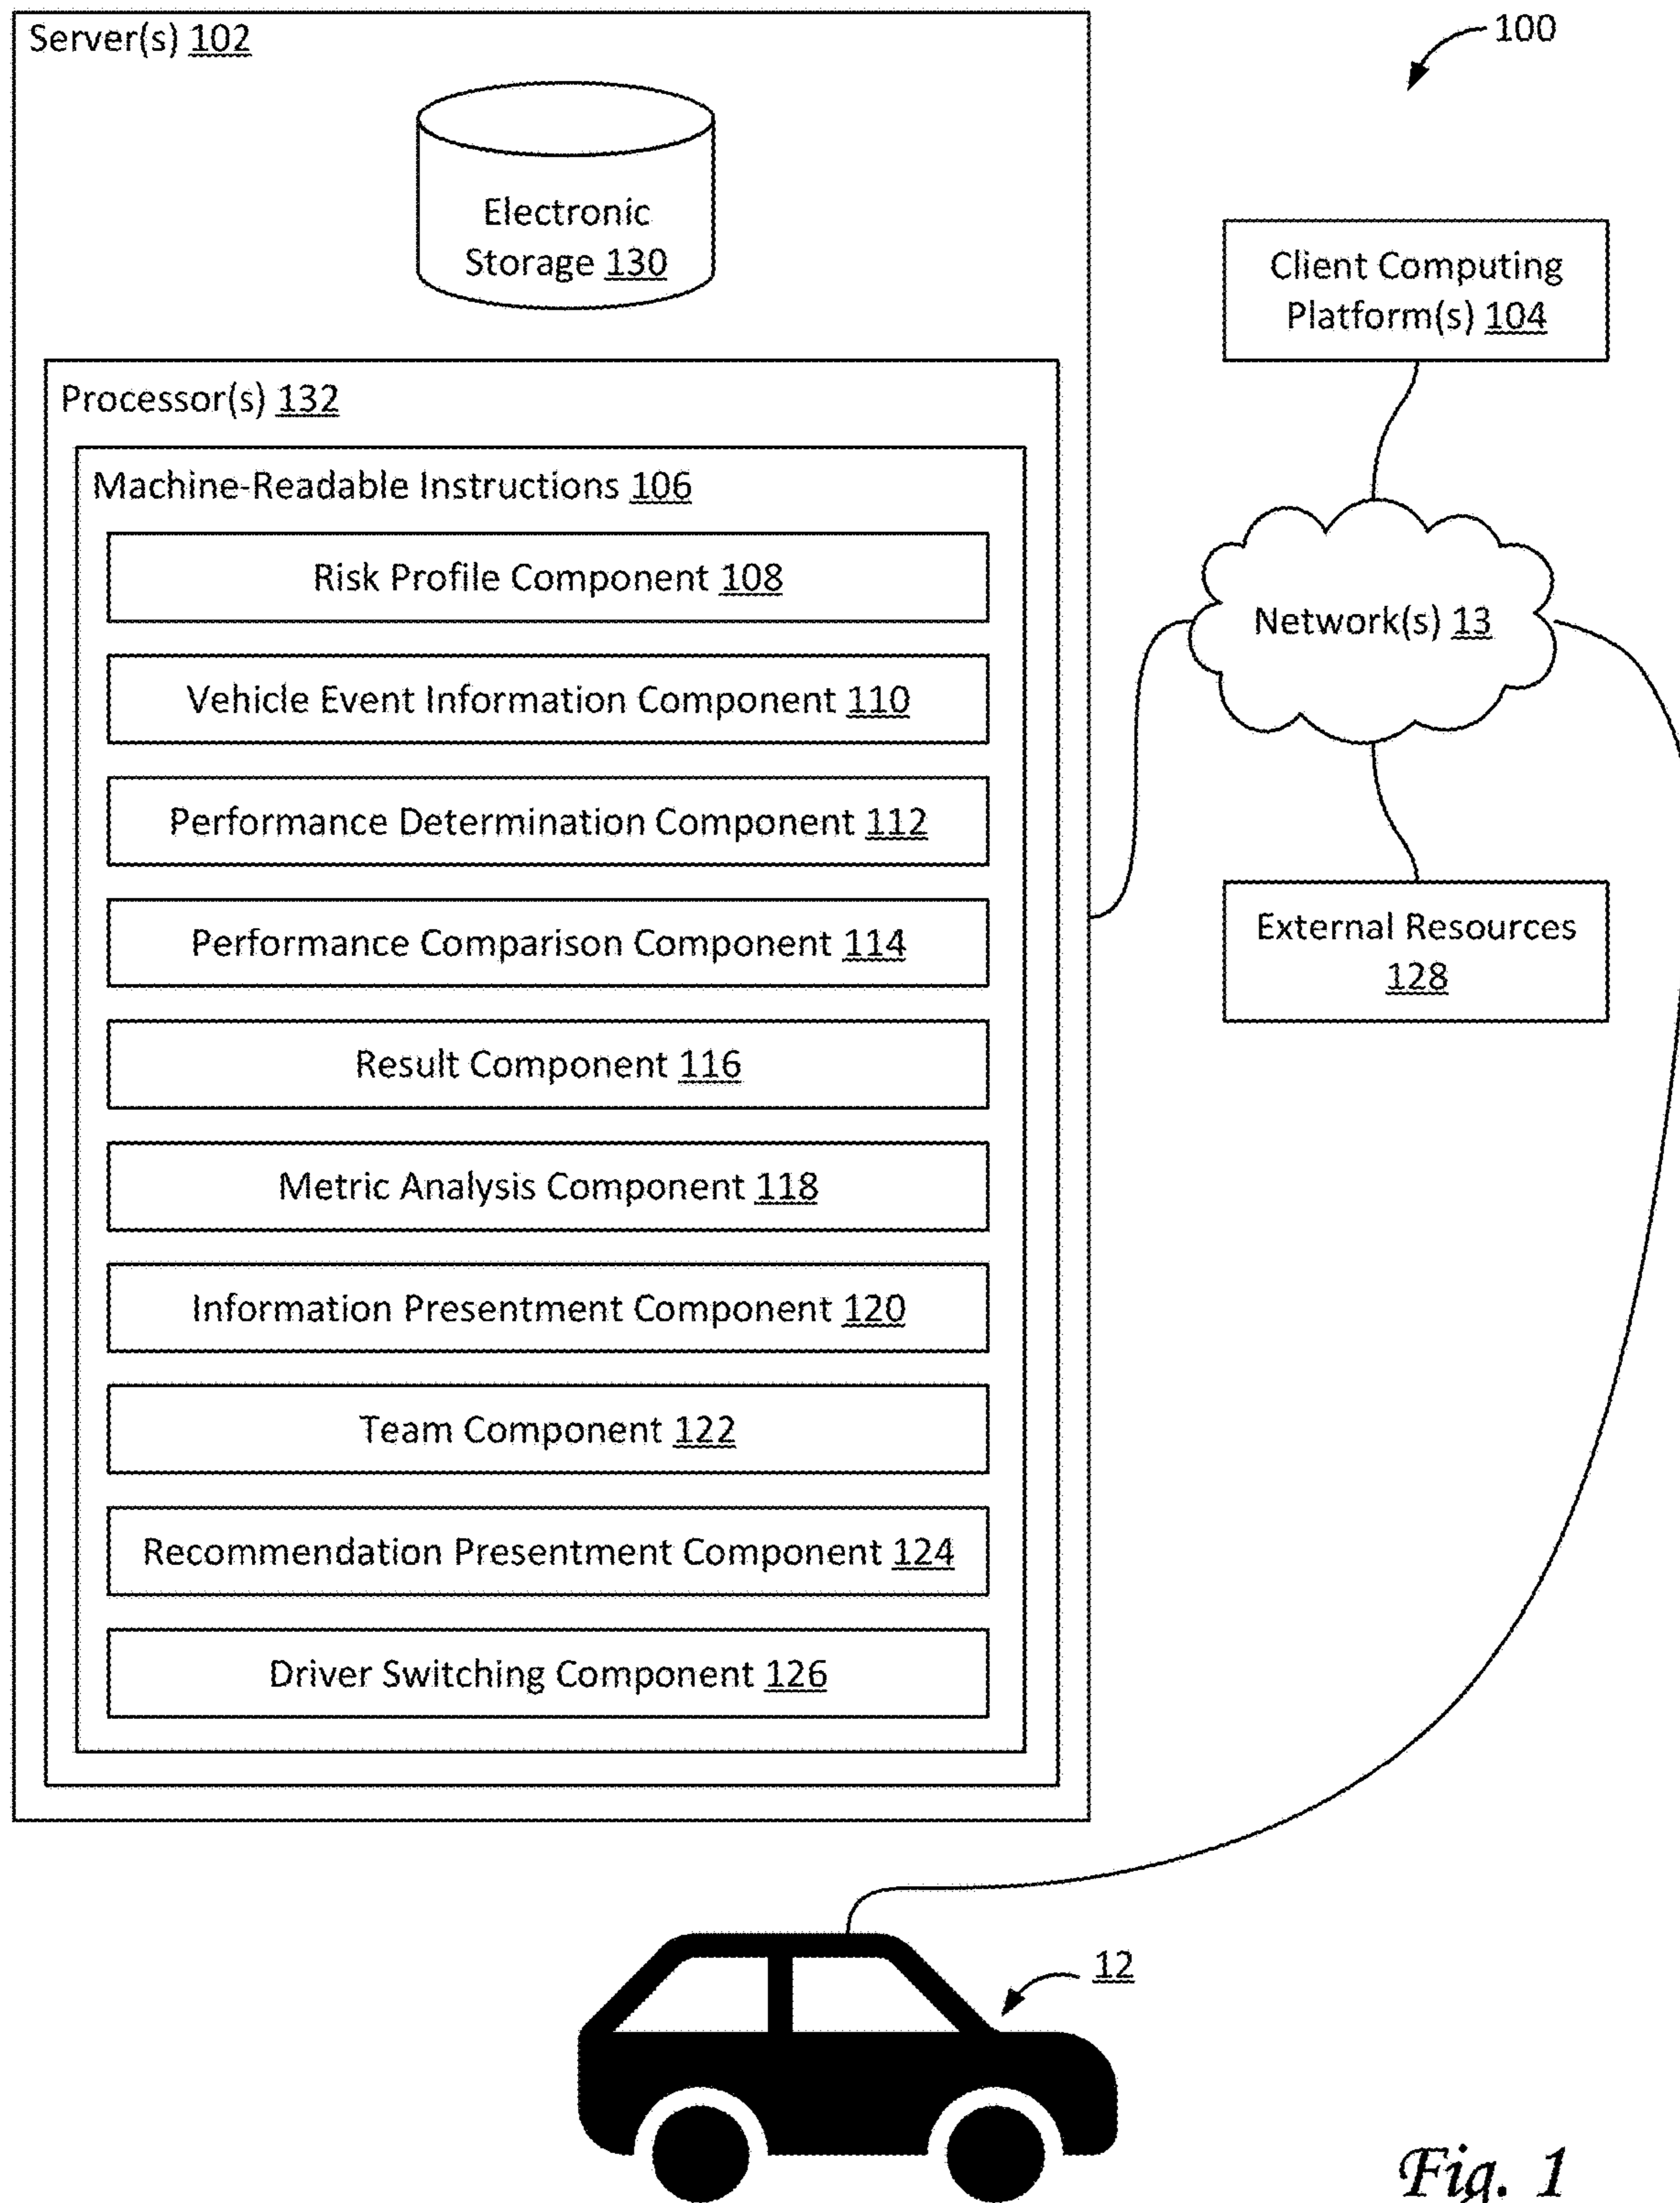 Server(s) 102
100
Electronic
Storage 130
Client Computing
Platform(s) 104
Processor(s) 132
Machine-Readable Instructions 106
Risk Profile Component 108
Vehicle Event Information Component 110
Performance Determination Component 112
Performance Comparison Component 114
Result Component 116
Metric Analysis Component 118
Information Presentment Component 120
Team Component 122
Recommendation Presentment Component 124
Driver Switching Component 126
Network(s) 13
External Resources
128
12
Fig. 1